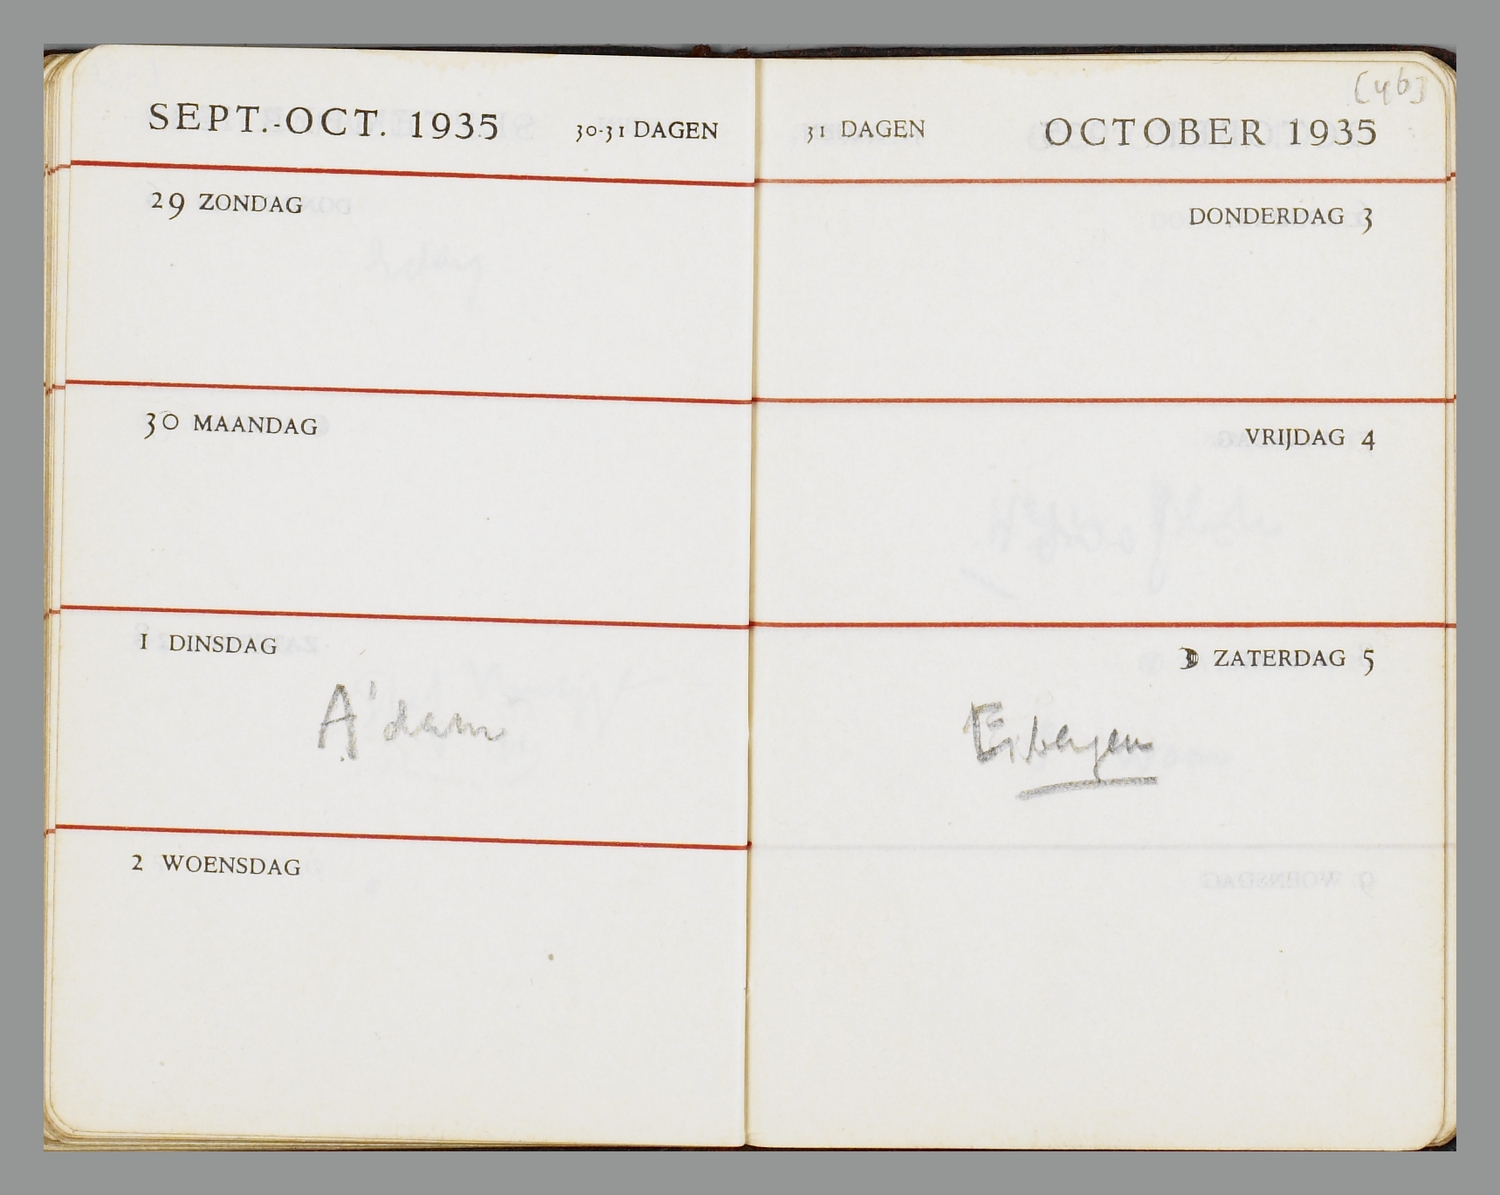 SEPT.-OCT. 1935 30-31 DAGEN
29 ZONDAG
30 MAANDAG
1 DINSDAG
A'dam
2 WOENSDAG
[46]
31 DAGEN OCTOBER 1935
DONDERDAG 3
VRIJDAG 4
ZATERDAG 5
Eibergen